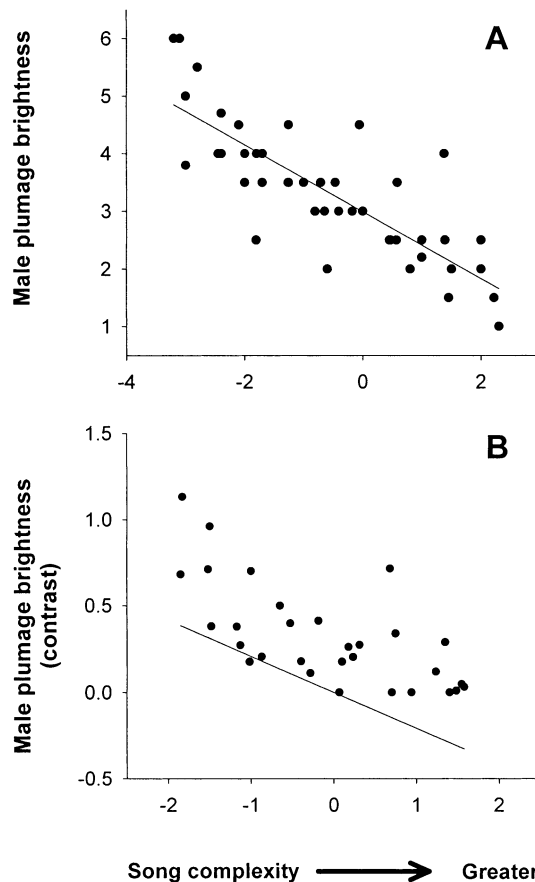 A
Male plumage brightness
6
5
4
3
2
1
-4 -2 0 2
B
Male plumage brightness
(contrast)
1.5
1.0
0.5
0.0
-0.5
-2 -1 0 1 2
Song complexity Greater